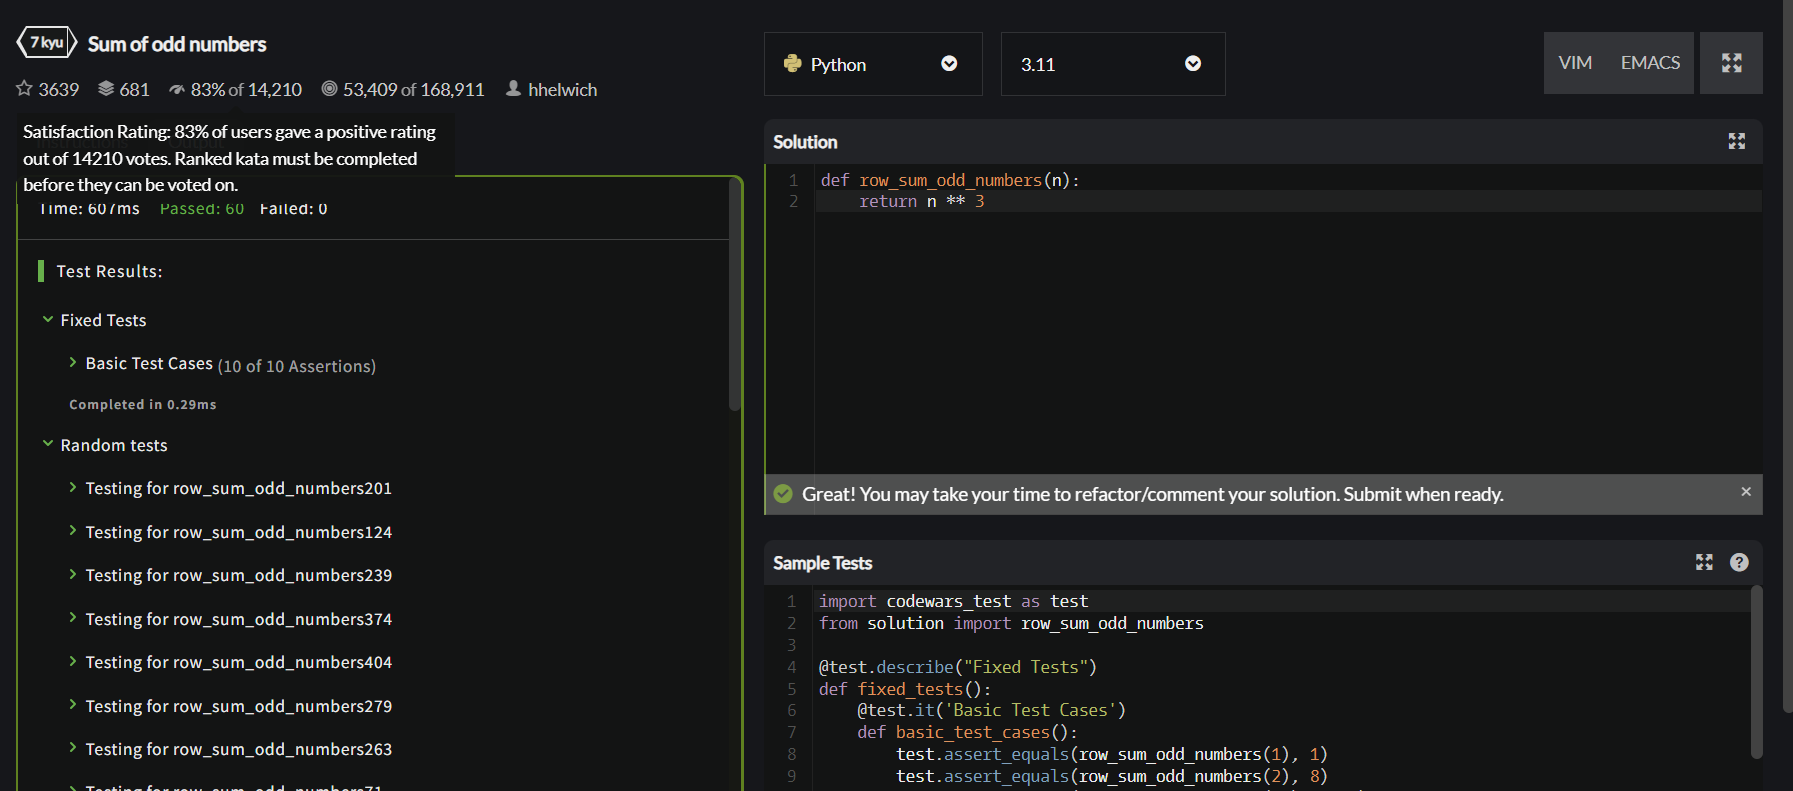 7 kyu Sum of odd numbers
3639 681 83% of 14,210 53,409 of 168,911 hhelwich
Satisfaction Rating: 83% of users gave a positive rating
out of 14210 votes. Ranked kata must be completed
before they can be voted on.
Time: 607ms Passed: 60 Failed: 0
Test Results:
Fixed Tests
Basic Test Cases (10 of 10 Assertions)
Completed in 0.29ms
Random tests
Testing for row_sum_odd_numbers201
Testing for row_sum_odd_numbers124
Testing for row_sum_odd_numbers239
Testing for row_sum_odd_numbers374
Testing for row_sum_odd_numbers404
Testing for row_sum_odd_numbers279
Testing for row_sum_odd_numbers263
Testing for row_sum_odd_numbers71
Python 3.11 VIM EMACS
Solution
1 def row_sum_odd_numbers(n):
2 return n ** 3
Great! You may take your time to refactor/comment your solution. Submit when ready. ×
Sample Tests ?
1 import codewars_test as test
2 from solution import row_sum_odd_numbers
3
4 @test.describe("Fixed Tests")
5 def fixed_tests():
6 @test.it('Basic Test Cases')
7 def basic_test_cases():
8 test.assert_equals(row_sum_odd_numbers(1), 1)
9 test.assert_equals(row_sum_odd_numbers(2), 8)